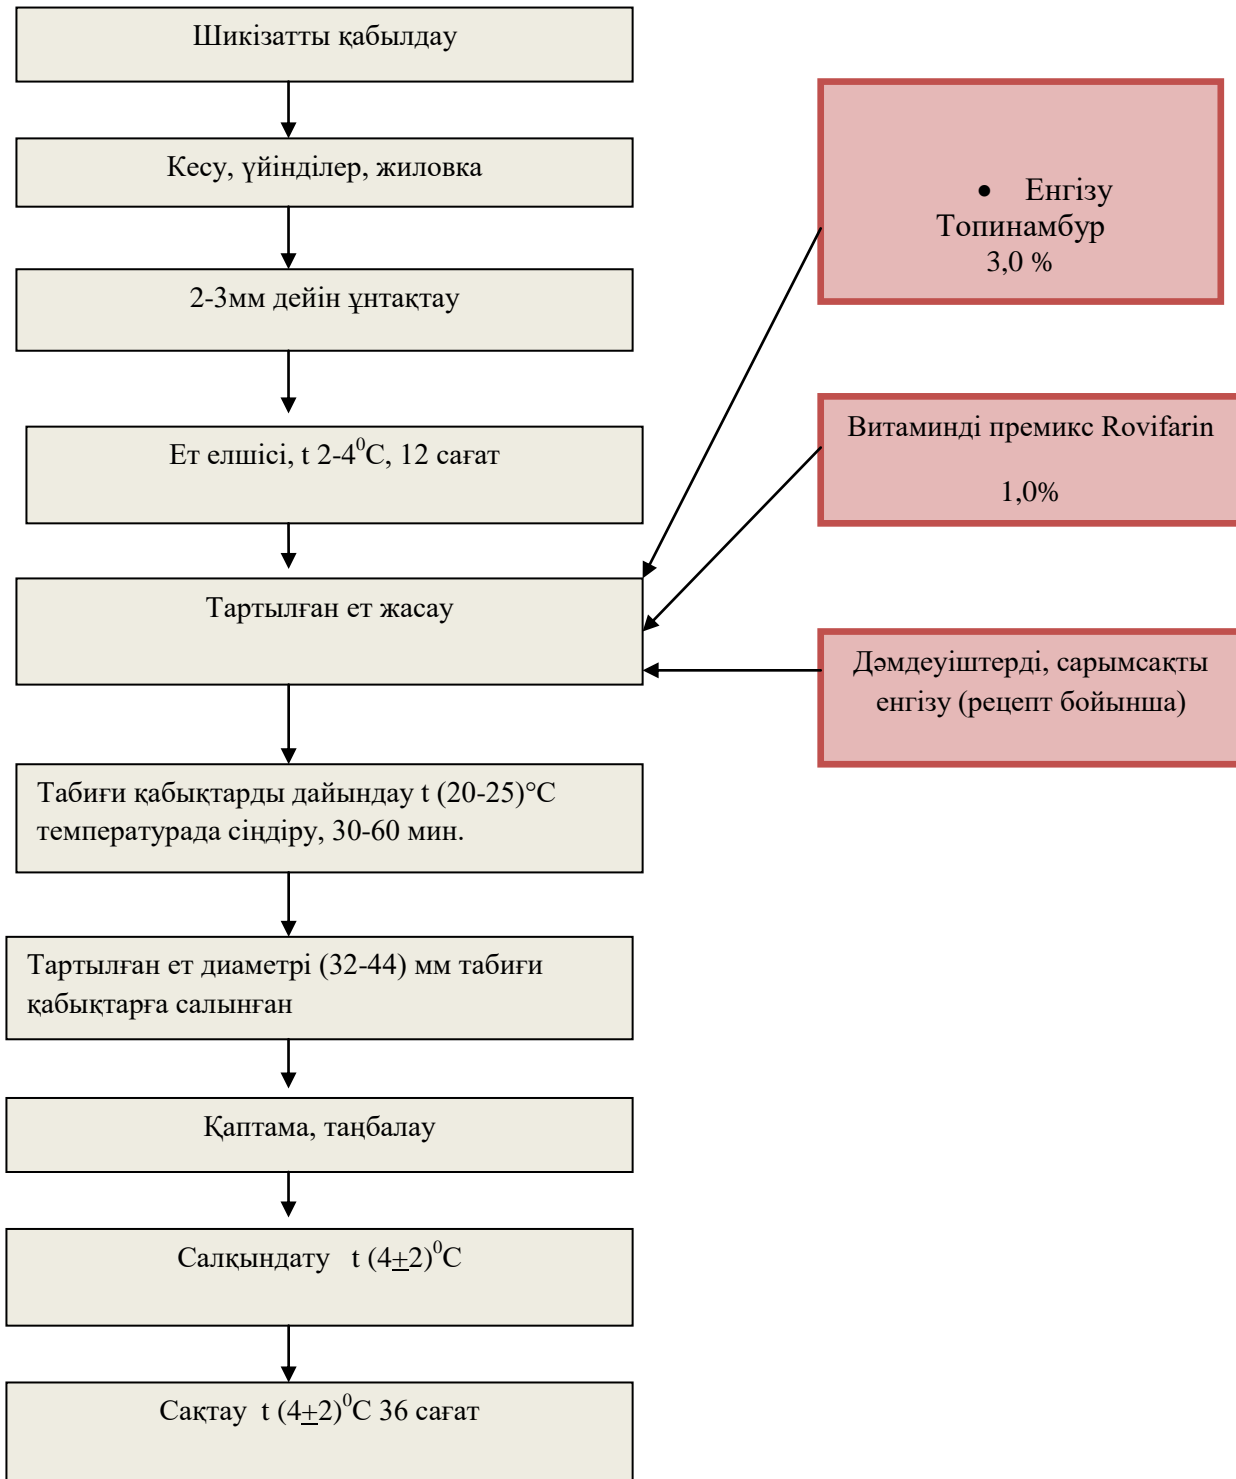 Шикізатты қабылдау
Кесу, үйінділер, жиловка
2-3мм дейін ұнтақтау
Ет елшісі, t 2-4⁰С, 12 сағат
Тартылған ет жасау
Табиғи қабықтарды дайындау t (20-25)°С
температурада сіңдіру, 30-60 мин.
Тартылған ет диаметрі (32-44) мм табиғи
қабықтарға салынған
Қаптама, таңбалау
Салқындату t (4±2)⁰С
Сақтау t (4±2)⁰С 36 сағат
• Енгізу
Топинамбур
3,0 %
Витаминді премикс Rovifarin
1,0%
Дәмдеуіштерді, сарымсақты
енгізу (рецепт бойынша)